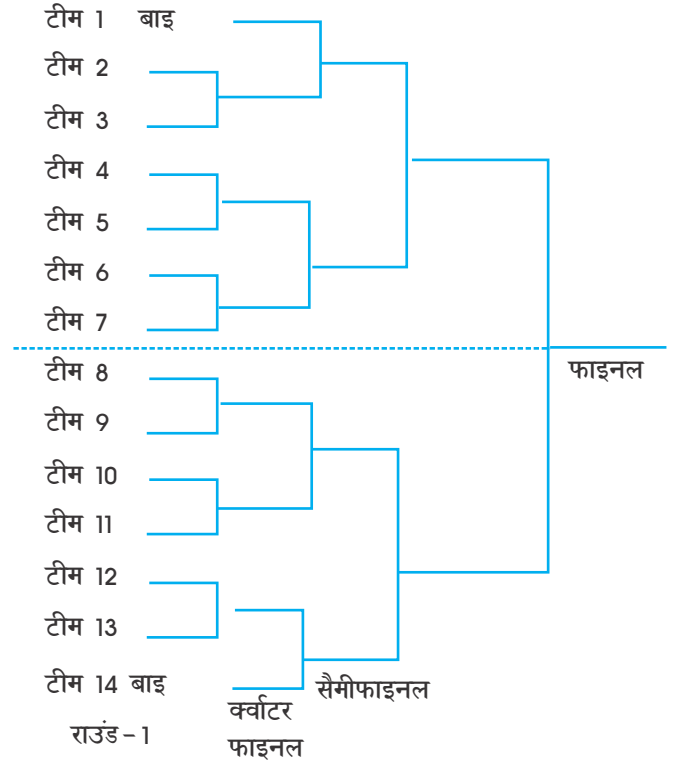 टीम 1 बाइ
टीम 2
टीम 3
टीम 4
टीम 5
टीम 6
टीम 7
फाइनल
टीम 8
टीम 9
टीम 10
टीम 11
टीम 12
टीम 13
टीम 14 बाइ
सैमीफाइनल
क्वाटर
फाइनल
राउंड – 1